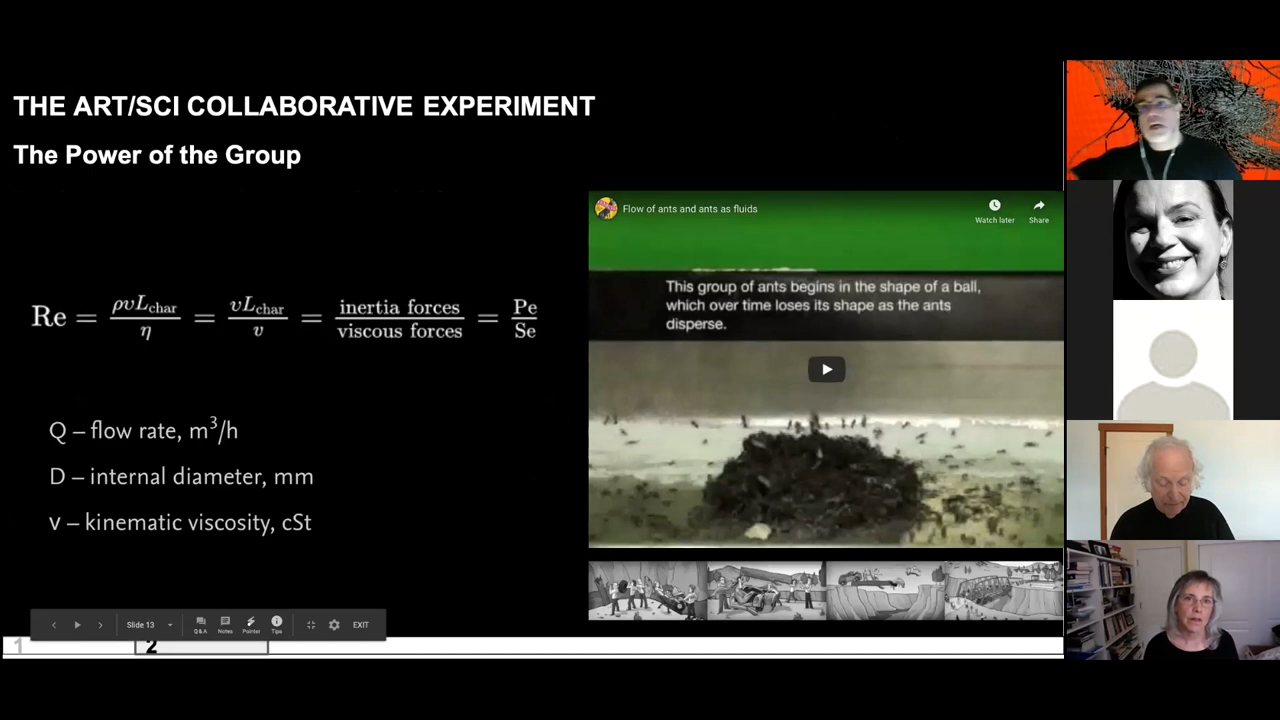 THE ART/SCI COLLABORATIVE EXPERIMENT
The Power of the Group
Re = ρυL_char / η = υL_char / ν = inertia forces / viscous forces = Pe / Se
Q – flow rate, m³/h
D – internal diameter, mm
ν – kinematic viscosity, cSt
Flow of ants and ants as fluids
Watch later
Share
This group of ants begins in the shape of a ball,
which over time loses its shape as the ants
disperse.
Slide 13
Q & A
Notes
Pointer
Tips
EXIT
1
2